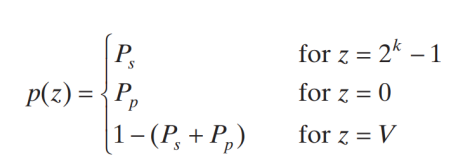 P_s for z = 2^k – 1
p(z) = { P_p for z = 0
1 – (P_s + P_p) for z = V